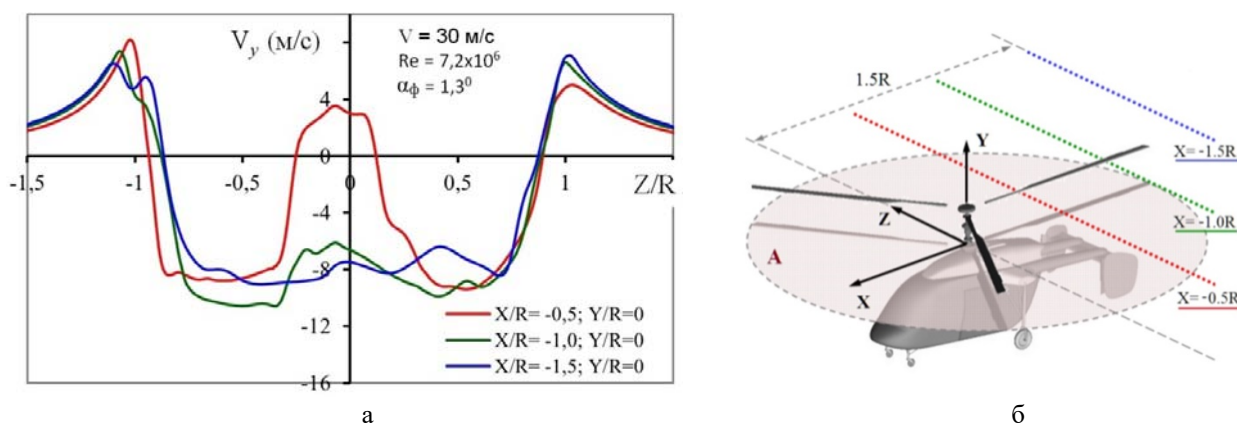 V_y (м/с)
V = 30 м/с
Re = 7,2x10⁶
α_ф = 1,3⁰
4
0
-4
-8
-12
-16
-1,5
-1
-0,5
0
0,5
1
Z/R
X/R= -0,5; Y/R=0
X/R= -1,0; Y/R=0
X/R= -1,5; Y/R=0
а
1.5R
Y
Z
X
A
X= -1.5R
X= -1.0R
X= -0.5R
б